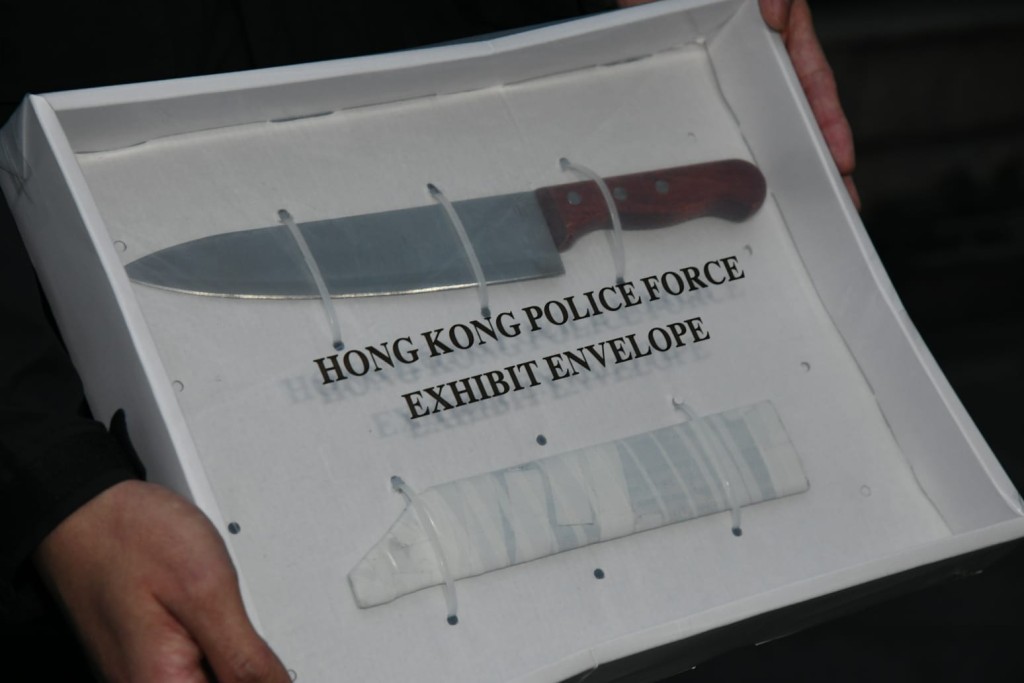 HONG KONG POLICE FORCE
EXHIBIT ENVELOPE